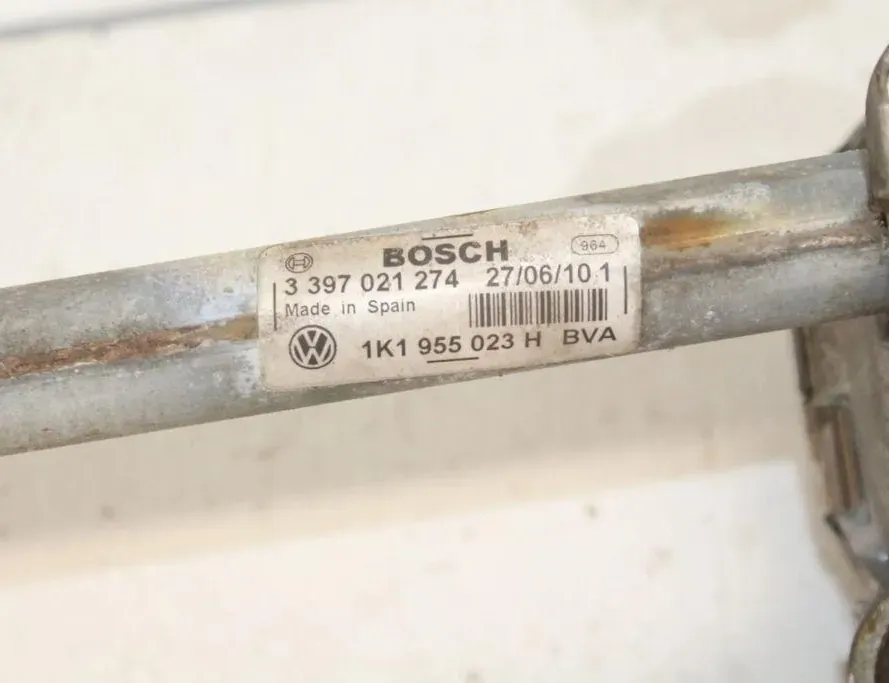 BOSCH 964
3 397 021 274 27/06/10 1
Made in Spain
1K1 955 023 H BVA